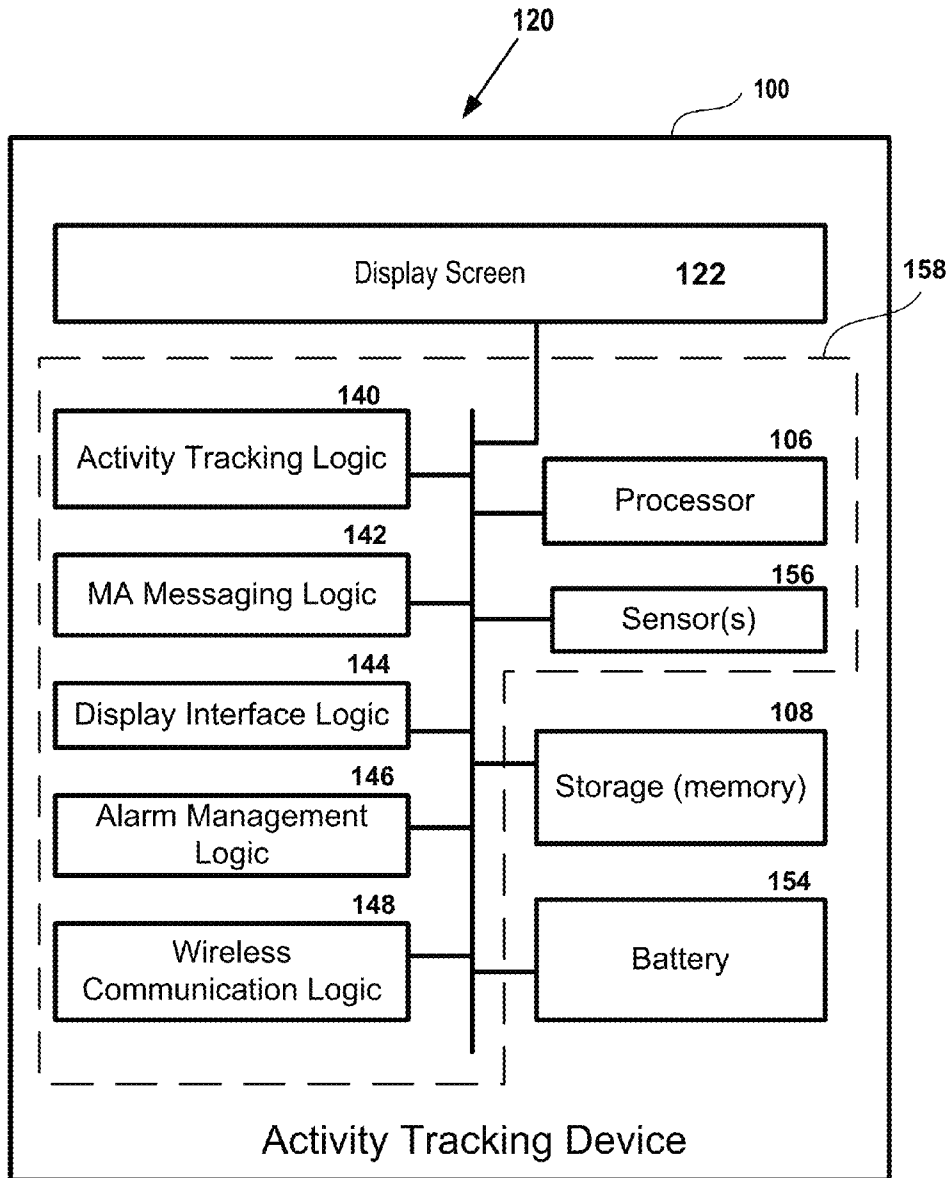 120
100
Display Screen 122
158
140
Activity Tracking Logic
106
Processor
142
MA Messaging Logic
156
Sensor(s)
144
Display Interface Logic
108
Storage (memory)
146
Alarm Management
Logic
154
Battery
148
Wireless
Communication Logic
Activity Tracking Device